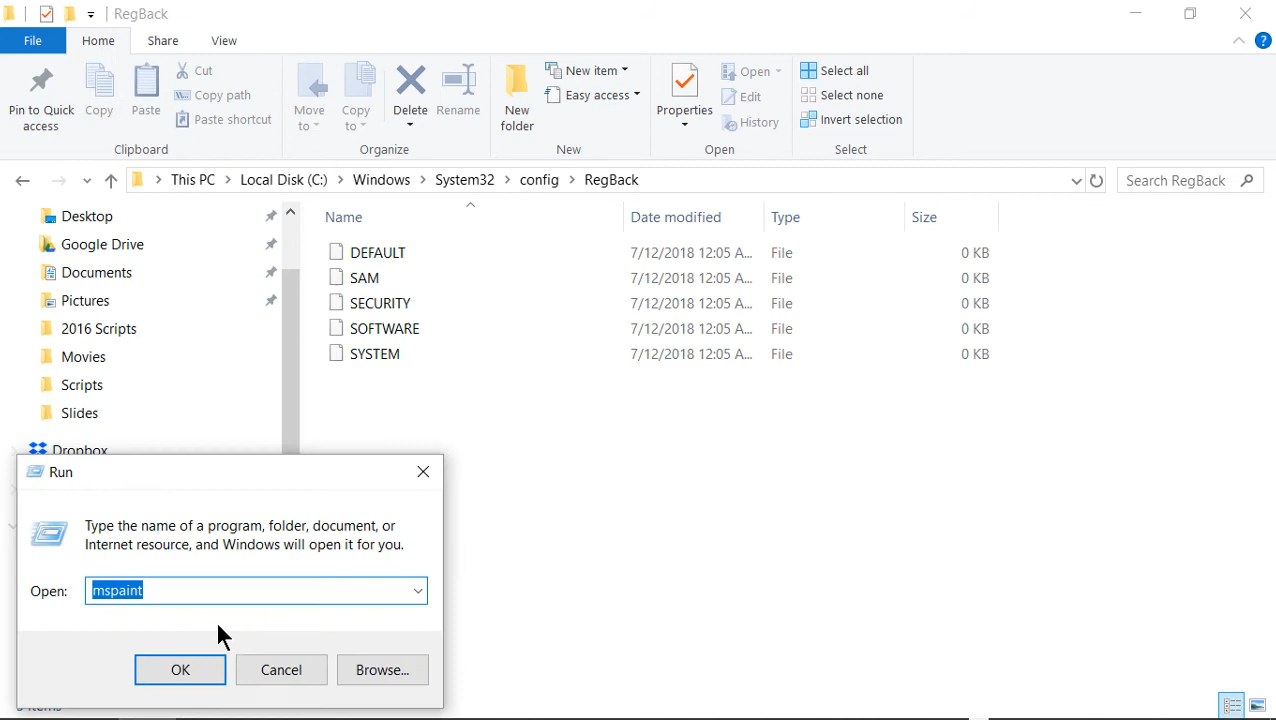 RegBack
File Home Share View
Pin to Quick access
Copy
Paste
Cut
Copy path
Paste shortcut
Clipboard
Move to
Copy to
Delete
Rename
Organize
New folder
New item
Easy access
New
Properties
Open
Edit
History
Open
Select all
Select none
Invert selection
Select
This PC > Local Disk (C:) > Windows > System32 > config > RegBack
Search RegBack
Desktop
Google Drive
Documents
Pictures
2016 Scripts
Movies
Scripts
Slides
Dropbox
Name Date modified Type Size
DEFAULT 7/12/2018 12:05 A... File 0 KB
SAM 7/12/2018 12:05 A... File 0 KB
SECURITY 7/12/2018 12:05 A... File 0 KB
SOFTWARE 7/12/2018 12:05 A... File 0 KB
SYSTEM 7/12/2018 12:05 A... File 0 KB
Run
Type the name of a program, folder, document, or
Internet resource, and Windows will open it for you.
Open: mspaint
OK Cancel Browse...